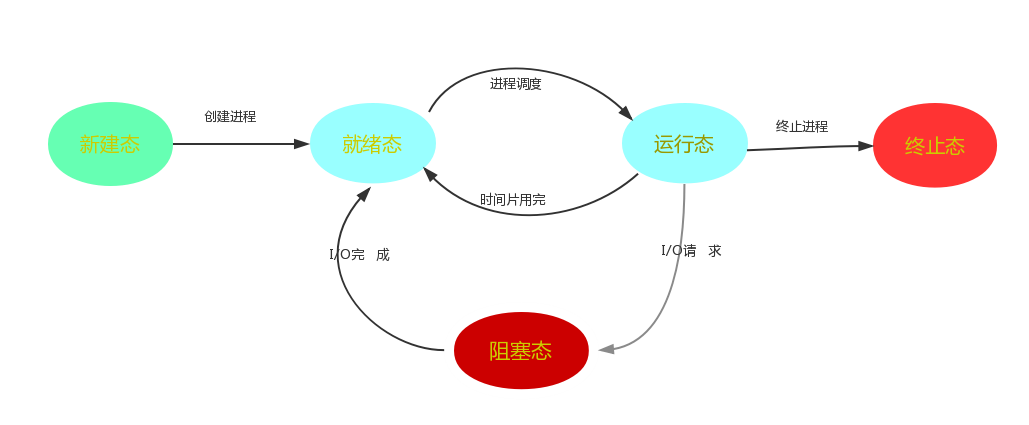 进程调度
创建进程
终止进程
新建态
就绪态
运行态
终止态
时间片用完
I/O完 成
I/O请 求
阻塞态